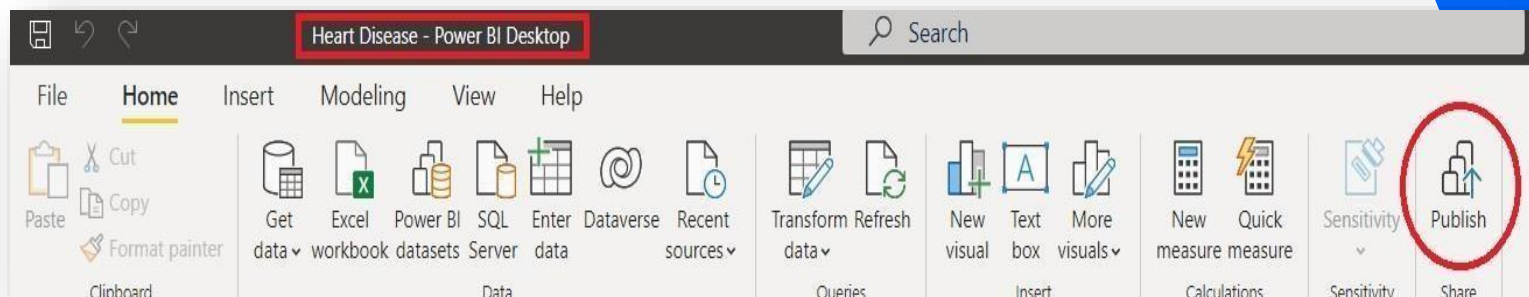 Heart Disease - Power BI Desktop
Search
File Home Insert Modeling View Help
Paste
Cut
Copy
Format painter
Clipboard
Get data
Excel workbook
Power BI datasets
SQL Server
Enter data
Dataverse
Recent sources
Data
Transform data
Refresh
Queries
New visual
Text box
More visuals
Insert
New measure
Quick measure
Calculations
Sensitivity
Sensitivity
Publish
Share